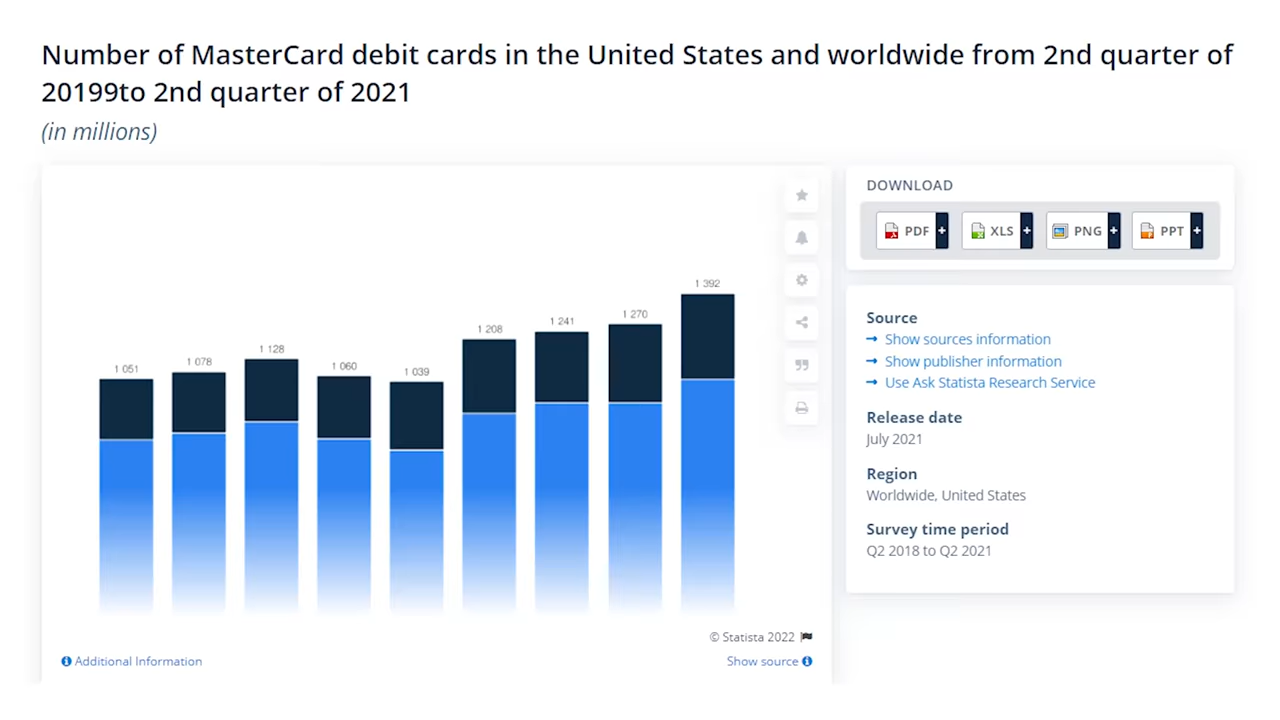 Number of MasterCard debit cards in the United States and worldwide from 2nd quarter of
20199to 2nd quarter of 2021
(in millions)
1 051
1 078
1 128
1 060
1 039
1 208
1 241
1 270
1 392
© Statista 2022
Additional Information
Show source
DOWNLOAD
PDF +
XLS +
PNG +
PPT +
Source
Show sources information
Show publisher information
Use Ask Statista Research Service
Release date
July 2021
Region
Worldwide, United States
Survey time period
Q2 2018 to Q2 2021